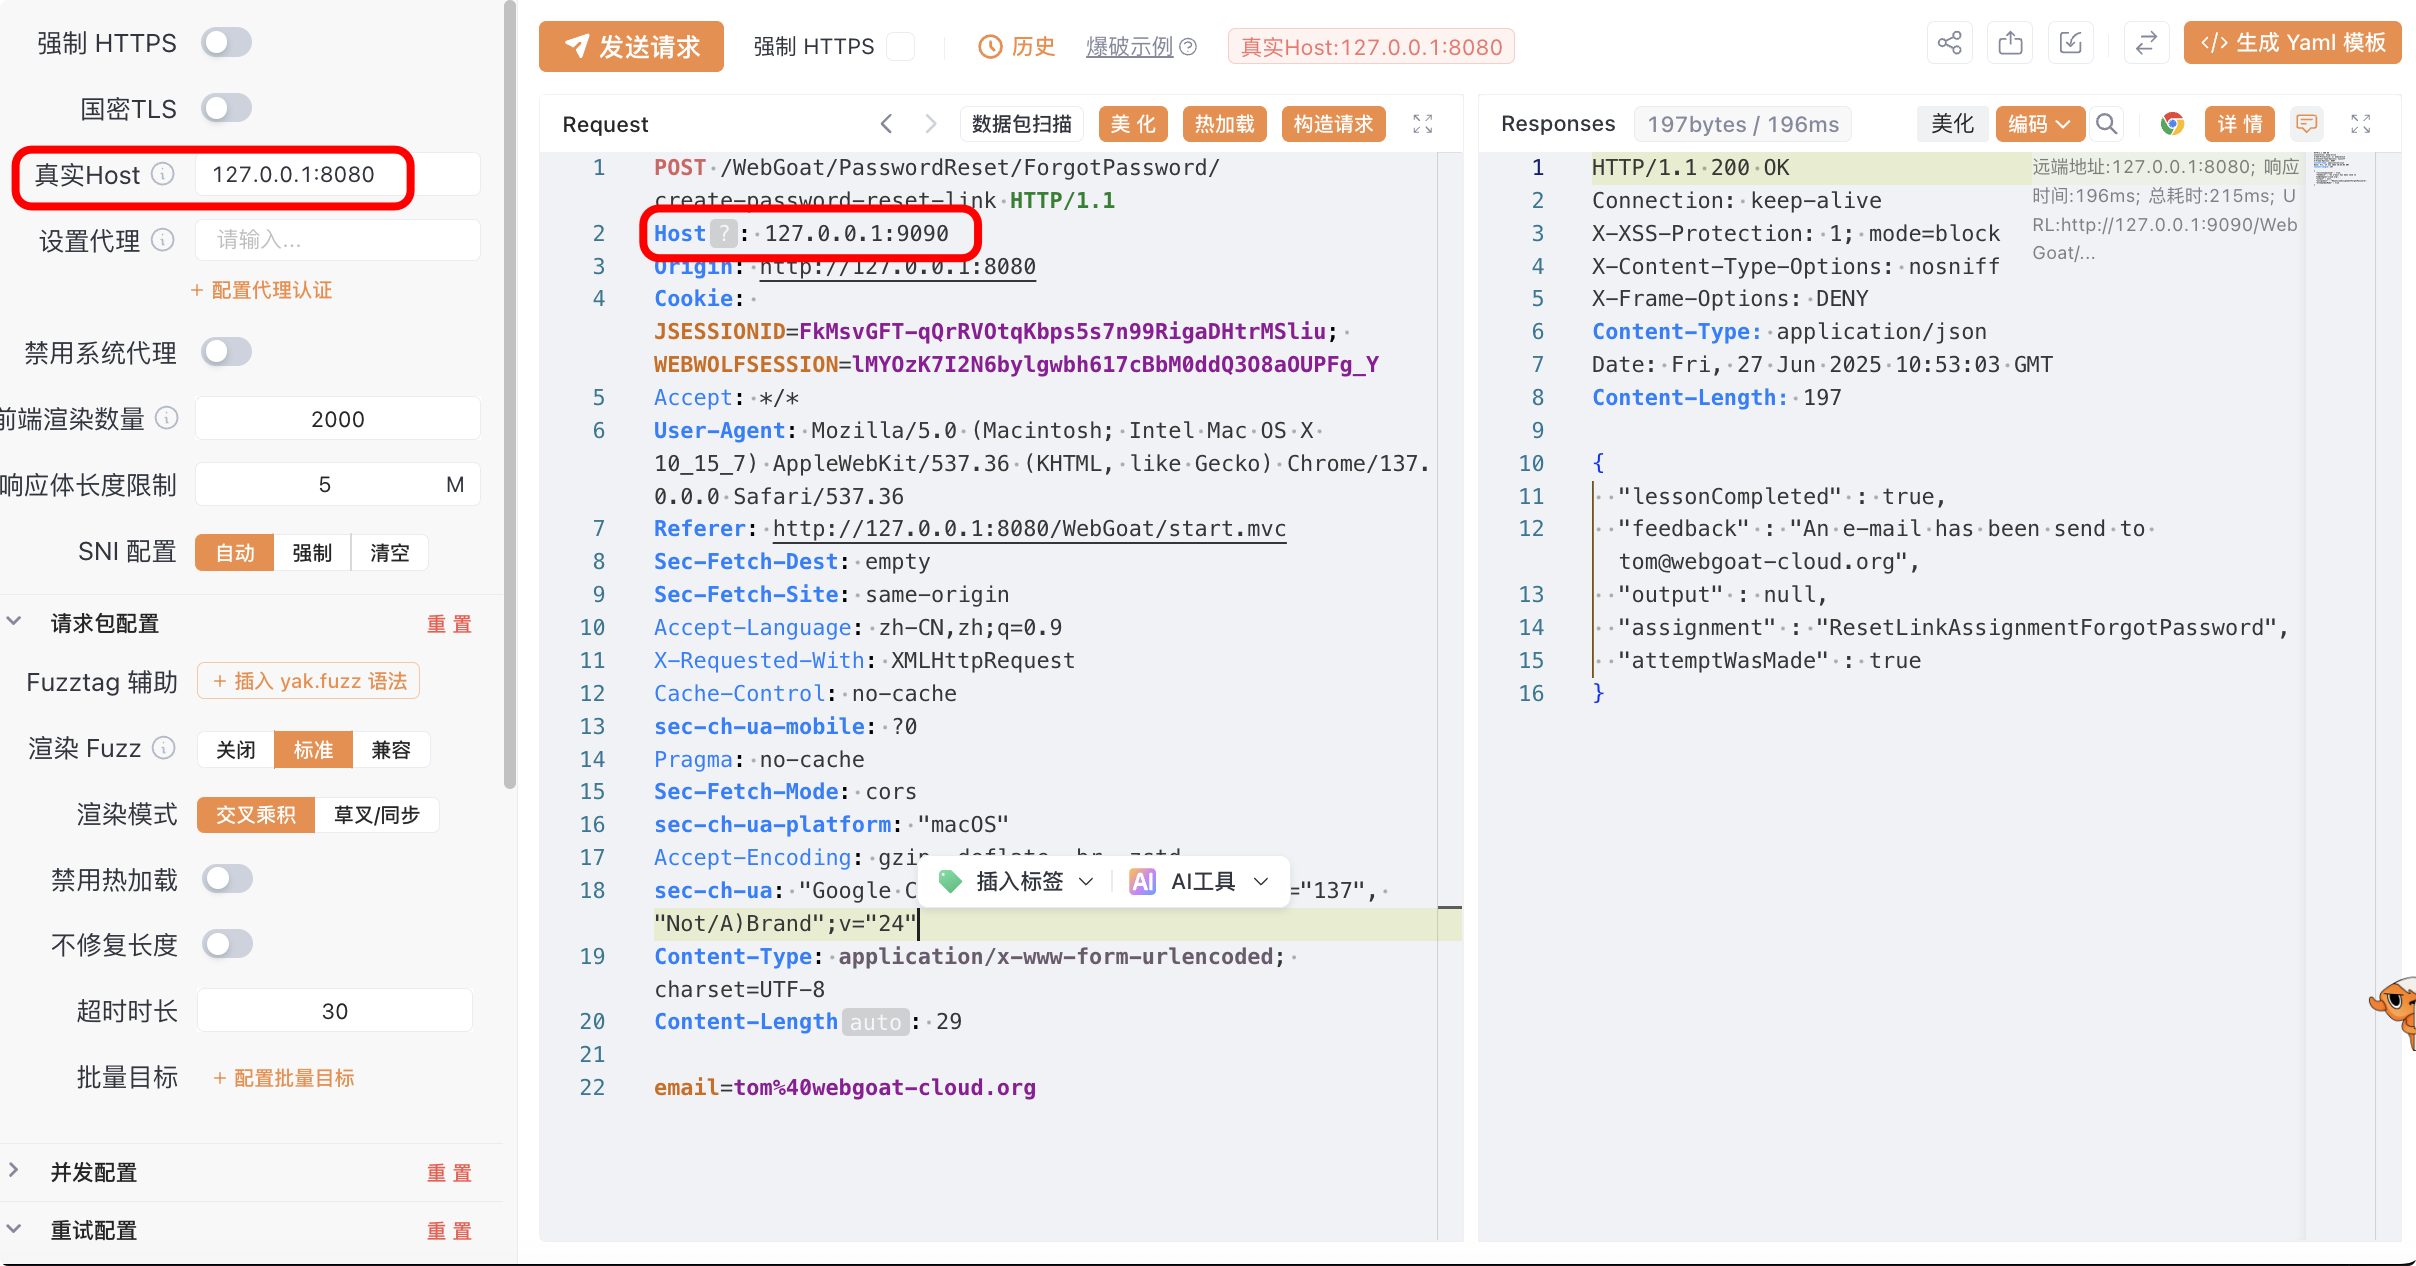 强制 HTTPS
国密TLS
真实Host 127.0.0.1:8080
设置代理 请输入...
+ 配置代理认证
禁用系统代理
前端渲染数量 2000
响应体长度限制 5 M
SNI 配置 自动 强制 清空
请求包配置 重 置
Fuzztag 辅助 + 插入 yak.fuzz 语法
渲染 Fuzz 关闭 标准 兼容
渲染模式 交叉乘积 草叉/同步
禁用热加载
不修复长度
超时时长 30
批量目标 + 配置批量目标
并发配置 重 置
重试配置 重 置
发送请求 强制 HTTPS 历史 爆破示例 真实Host:127.0.0.1:8080 </> 生成 Yaml 模板
Request 数据包扫描 美 化 热加载 构造请求
1 POST /WebGoat/PasswordReset/ForgotPassword/
create-password-reset-link HTTP/1.1
2 Host ? : 127.0.0.1:9090
3 Origin: http://127.0.0.1:8080
4 Cookie:
JSESSIONID=FkMsvGFT-qQrRVOtqKbps5s7n99RigaDHtrMSliu;
WEBWOLFSESSION=lMYOzK7I2N6bylgwbh617cBbM0ddQ3O8aOUPFg_Y
5 Accept: */*
6 User-Agent: Mozilla/5.0 (Macintosh; Intel Mac OS X
10_15_7) AppleWebKit/537.36 (KHTML, like Gecko) Chrome/137.
0.0.0 Safari/537.36
7 Referer: http://127.0.0.1:8080/WebGoat/start.mvc
8 Sec-Fetch-Dest: empty
9 Sec-Fetch-Site: same-origin
10 Accept-Language: zh-CN,zh;q=0.9
11 X-Requested-With: XMLHttpRequest
12 Cache-Control: no-cache
13 sec-ch-ua-mobile: ?0
14 Pragma: no-cache
15 Sec-Fetch-Mode: cors
16 sec-ch-ua-platform: "macOS"
17 Accept-Encoding: gzip, deflate, br, zstd
插入标签 AI AI工具
18 sec-ch-ua: "Google C ="137",
"Not/A)Brand";v="24"
19 Content-Type: application/x-www-form-urlencoded;
charset=UTF-8
20 Content-Length auto : 29
21
22 email=tom%40webgoat-cloud.org
Responses 197bytes / 196ms 美化 编码 详 情
1 HTTP/1.1 200 OK
2 Connection: keep-alive
3 X-XSS-Protection: 1; mode=block
4 X-Content-Type-Options: nosniff
5 X-Frame-Options: DENY
6 Content-Type: application/json
7 Date: Fri, 27 Jun 2025 10:53:03 GMT
8 Content-Length: 197
9
10 {
11 "lessonCompleted" : true,
12 "feedback" : "An e-mail has been send to
tom@webgoat-cloud.org",
13 "output" : null,
14 "assignment" : "ResetLinkAssignmentForgotPassword",
15 "attemptWasMade" : true
16 }
远端地址:127.0.0.1:8080; 响应
时间:196ms; 总耗时:215ms; U
RL:http://127.0.0.1:9090/Web
Goat/...